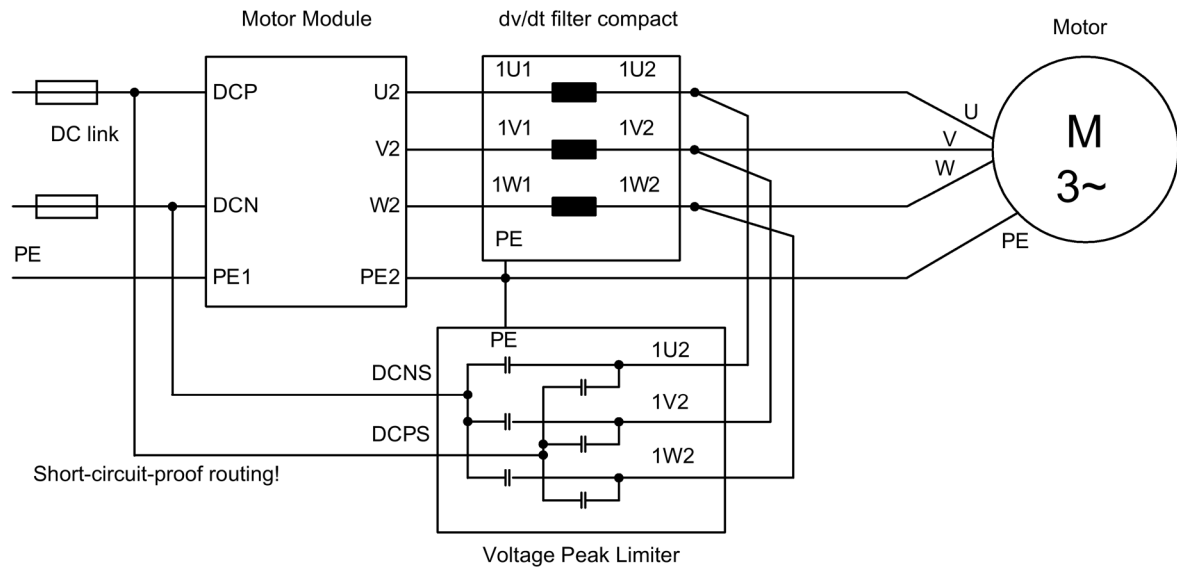 Motor Module
dv/dt filter compact
Motor
1U1
1U2
DCP
U2
U
DC link
1V1
1V2
V2
V
M
3~
W
1W1
1W2
DCN
W2
PE
PE
PE
PE1
PE2
PE
1U2
DCNS
1V2
DCPS
1W2
Short-circuit-proof routing!
Voltage Peak Limiter